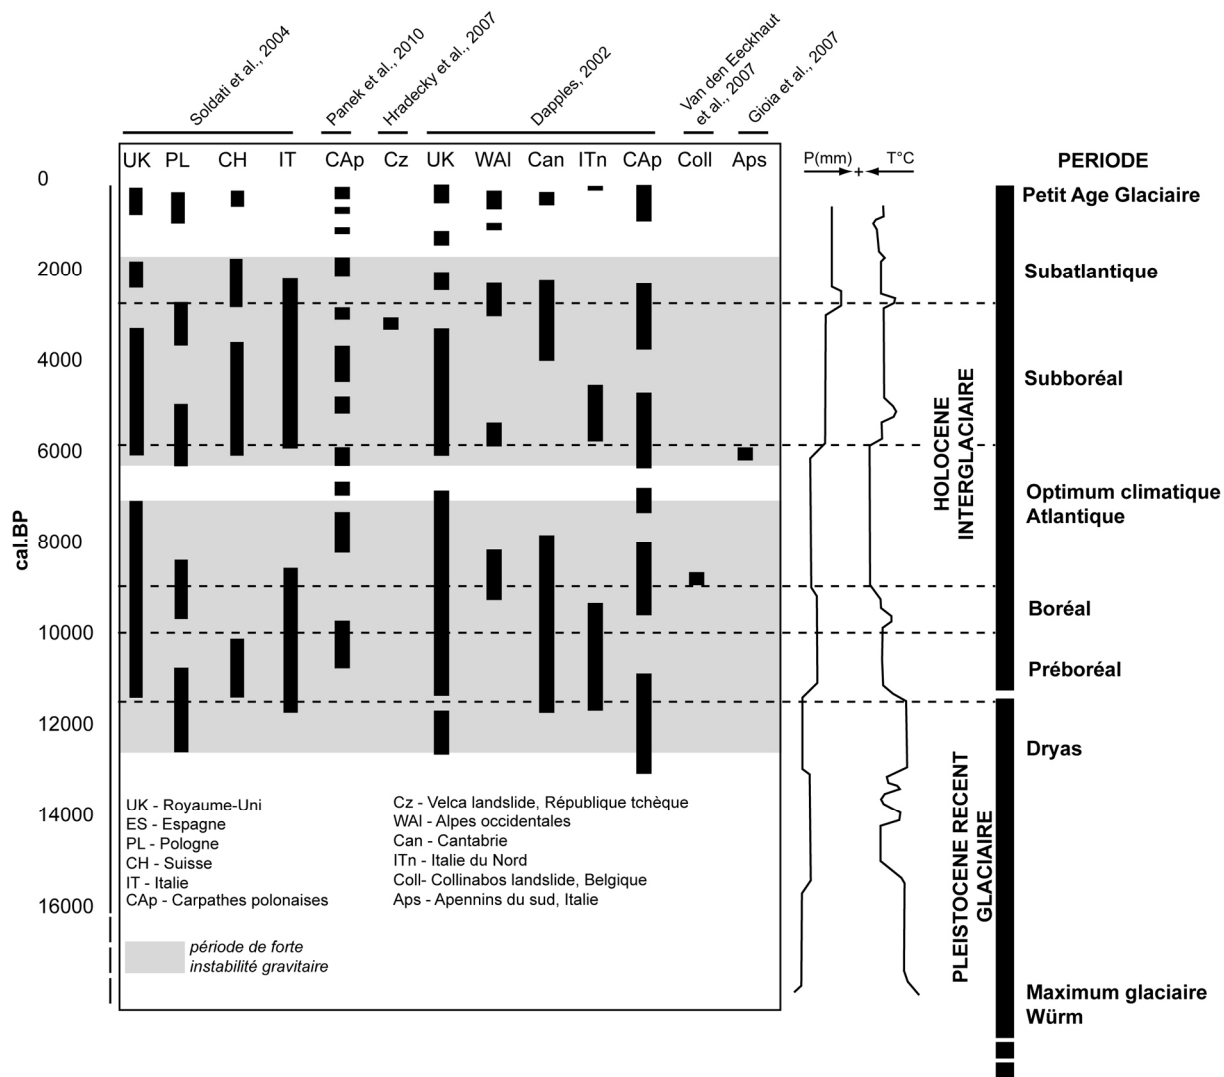 Soldati et al., 2004
Panek et al., 2010
Hradecky et al., 2007
Dapples, 2002
Van den Eeckhaut
et al., 2007
Gioia et al., 2007
UK PL CH IT CAp Cz UK WAl Can ITn CAp Coll Aps
P(mm) + T°C
PERIODE
cal.BP
0
2000
4000
6000
8000
10000
12000
14000
16000
Petit Age Glaciaire
Subatlantique
Subboréal
Optimum climatique
Atlantique
Boréal
Préboréal
Dryas
Maximum glaciaire
Würm
HOLOCENE
INTERGLACIAIRE
PLEISTOCENE RECENT
GLACIAIRE
UK - Royaume-Uni
ES - Espagne
PL - Pologne
CH - Suisse
IT - Italie
CAp - Carpathes polonaises
Cz - Velca landslide, République tchèque
WAl - Alpes occidentales
Can - Cantabrie
ITn - Italie du Nord
Coll- Collinabos landslide, Belgique
Aps - Apennins du sud, Italie
période de forte
instabilité gravitaire